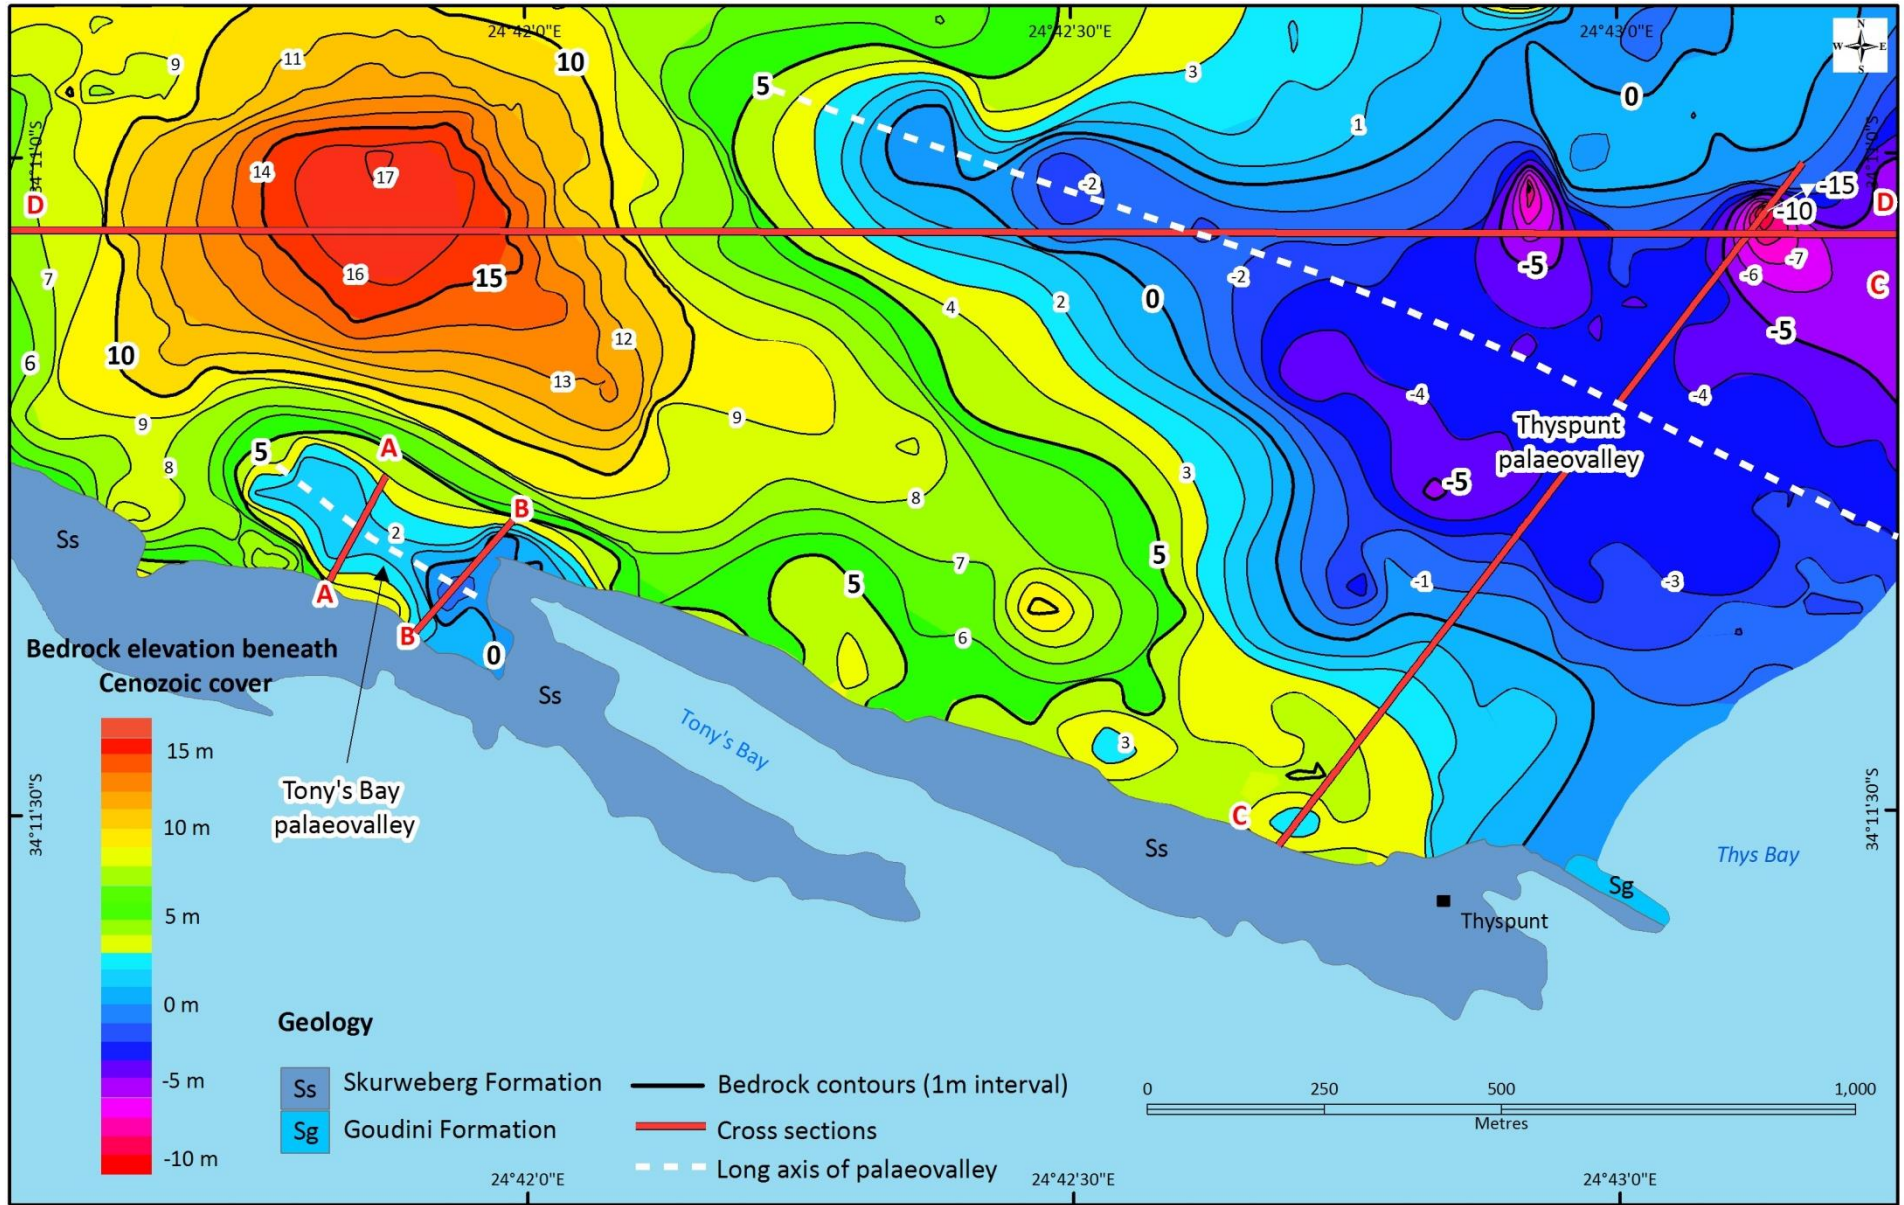 24°42'0"E
24°42'30"E
24°43'0"E
N
W E
S
34°11'0"S
34°11'0"S
9
11
10
5
3
1
0
14
17
-2
-15
-10
D
D
7
16
15
4
2
0
-2
-5
-6
-7
C
-5
6
10
12
13
9
9
-4
-4
Thyspunt
palaeovalley
5
A
8
8
3
-5
B
2
5
7
-1
-3
Ss
A
5
6
B
0
Ss
Bedrock elevation beneath
Cenozoic cover
15 m
10 m
5 m
0 m
-5 m
-10 m
Tony's Bay
palaeovalley
Tony's Bay
3
C
34°11'30"S
34°11'30"S
Ss
Thys Bay
Sg
Thyspunt
Geology
Ss Skurweberg Formation
Sg Goudini Formation
Bedrock contours (1m interval)
Cross sections
Long axis of palaeovalley
0 250 500 1,000
Metres
24°42'0"E
24°42'30"E
24°43'0"E